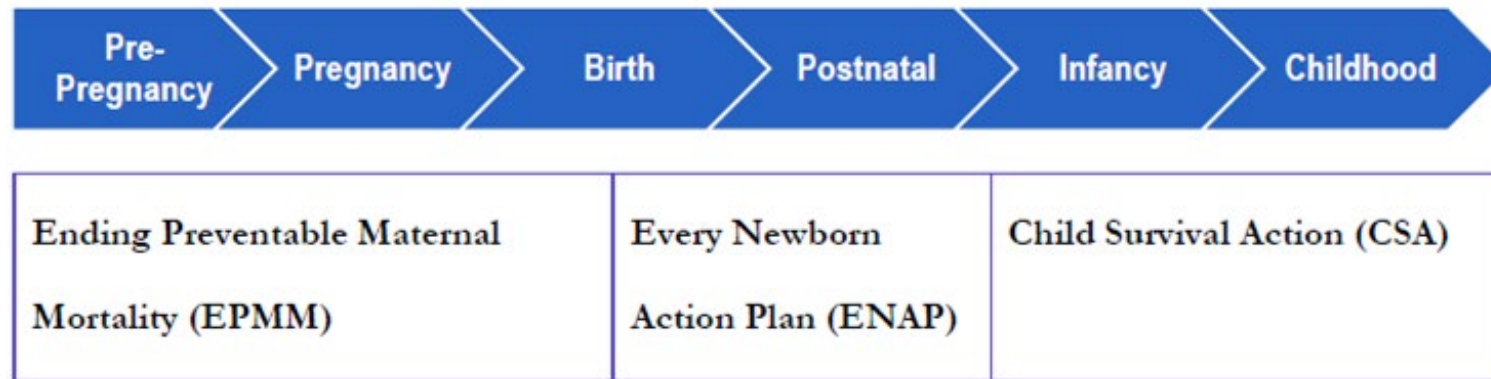 Pre-
Pregnancy
Pregnancy
Birth
Postnatal
Infancy
Childhood
Ending Preventable Maternal
Mortality (EPMM)
Every Newborn
Action Plan (ENAP)
Child Survival Action (CSA)